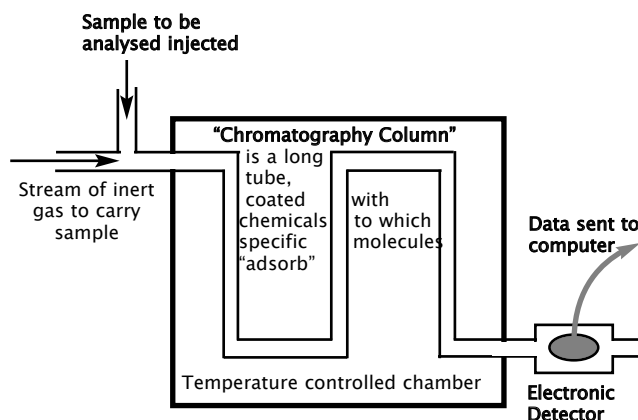 Sample to be
analysed injected
"Chromatography Column"
is a long
tube,
coated with
chemicals to which
specific molecules
"adsorb"
Stream of inert
gas to carry
sample
Data sent to
computer
Temperature controlled chamber
Electronic
Detector